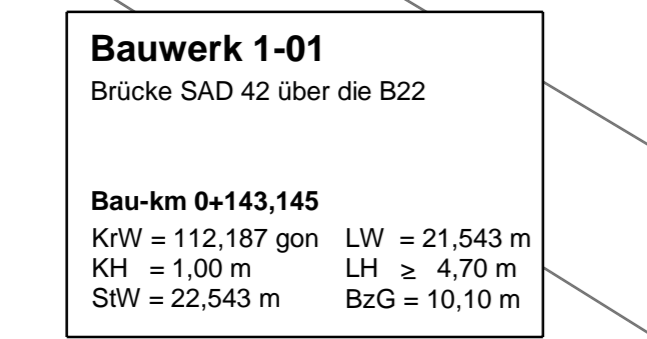 Bauwerk 1-01
Brücke SAD 42 über die B22
Bau-km 0+143,145
KrW = 112,187 gon LW = 21,543 m
KH = 1,00 m LH ≥ 4,70 m
StW = 22,543 m BzG = 10,10 m